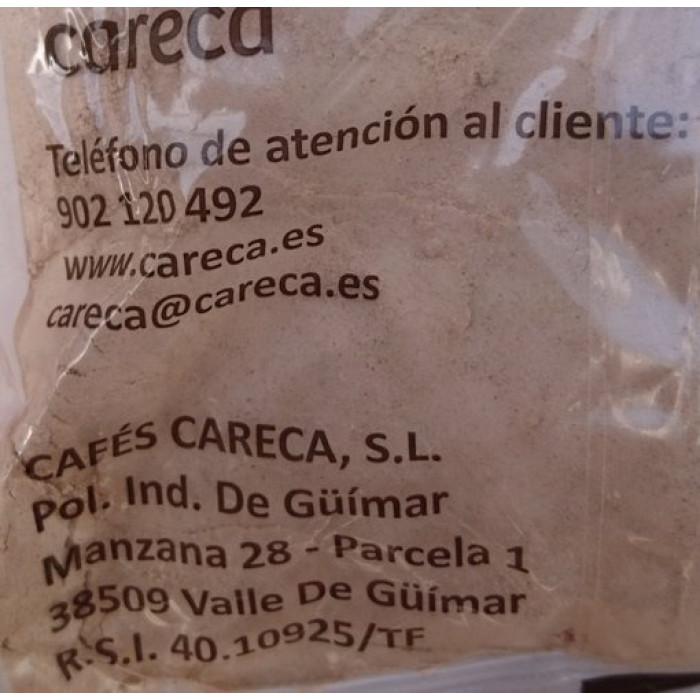 careca
Teléfono de atención al cliente:
902 120 492
www.careca.es
careca@careca.es
CAFÉS CARECA, S.L.
Pol. Ind. De Güímar
Manzana 28 - Parcela 1
38509 Valle De Güímar
R.S.I. 40.10925/TF